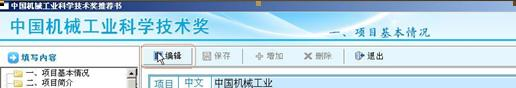 中国机械工业科学技术奖推荐书
中国机械工业科学技术奖
一、项目基本情况
填写内容
编辑 保存 增加 删除 退出
一、项目基本情况
二、项目简介
项目 中文 中国机械工业